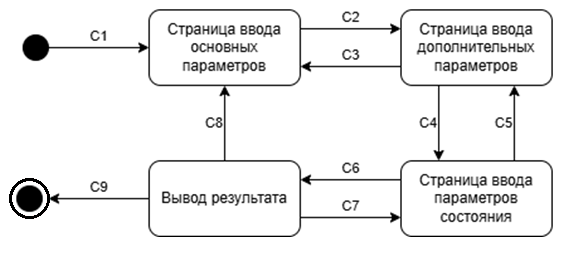 C1
Страница ввода
основных
параметров
C2
C3
Страница ввода
дополнительных
параметров
C8
C4
C5
C9
Вывод результата
C6
C7
Страница ввода
параметров
состояния